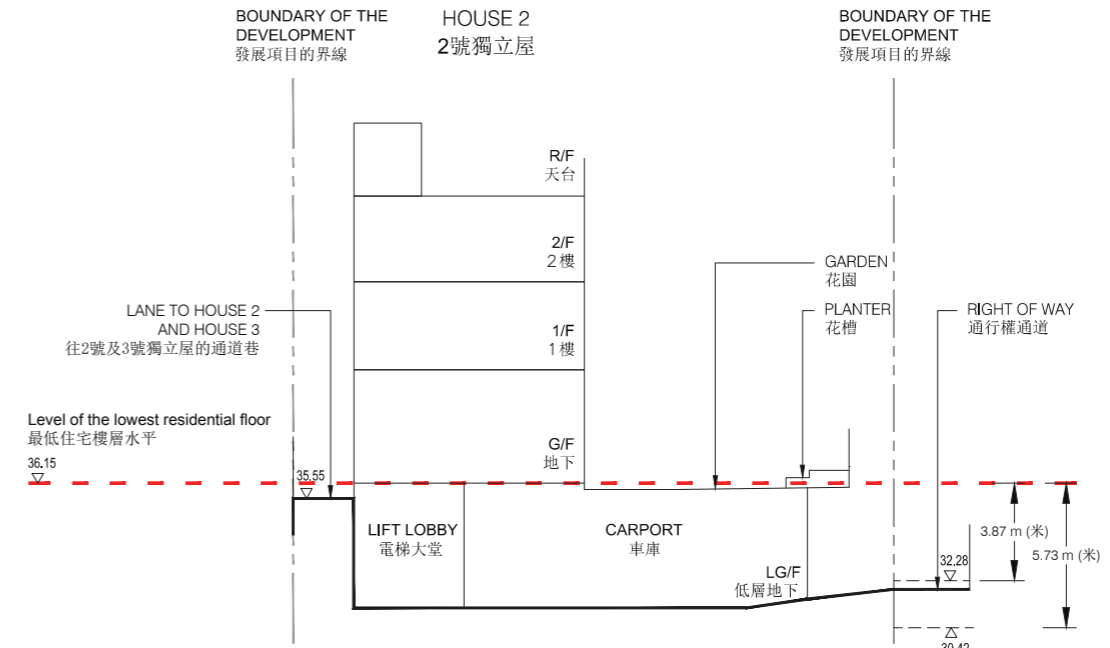 BOUNDARY OF THE
DEVELOPMENT
發展項目的界線
HOUSE 2
2號獨立屋
BOUNDARY OF THE
DEVELOPMENT
發展項目的界線
R/F
天台
2/F
2樓
GARDEN
花園
LANE TO HOUSE 2
AND HOUSE 3
往2號及3號獨立屋的通道巷
PLANTER
花槽
RIGHT OF WAY
通行權通道
1/F
1樓
Level of the lowest residential floor
最低住宅樓層水平
36.15
G/F
地下
35.55
LIFT LOBBY
電梯大堂
CARPORT
車庫
3.87 m (米)
5.73 m (米)
32.28
LG/F
低層地下
30.42